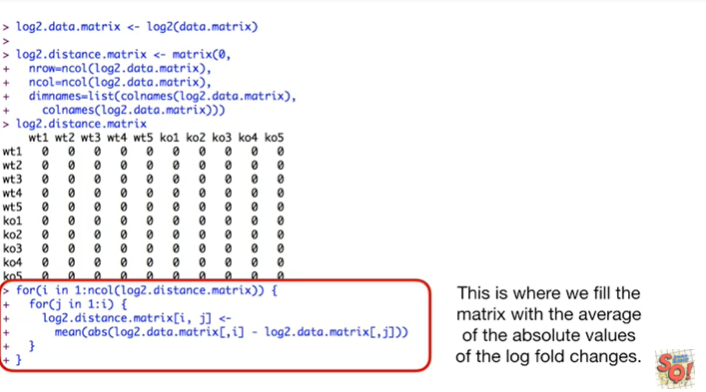 > log2.data.matrix <- log2(data.matrix)
>
> log2.distance.matrix <- matrix(0,
+   nrow=ncol(log2.data.matrix),
+   ncol=ncol(log2.data.matrix),
+   dimnames=list(colnames(log2.data.matrix),
+     colnames(log2.data.matrix)))
> log2.distance.matrix
    wt1 wt2 wt3 wt4 wt5 ko1 ko2 ko3 ko4 ko5
wt1   0   0   0   0   0   0   0   0   0   0
wt2   0   0   0   0   0   0   0   0   0   0
wt3   0   0   0   0   0   0   0   0   0   0
wt4   0   0   0   0   0   0   0   0   0   0
wt5   0   0   0   0   0   0   0   0   0   0
ko1   0   0   0   0   0   0   0   0   0   0
ko2   0   0   0   0   0   0   0   0   0   0
ko3   0   0   0   0   0   0   0   0   0   0
ko4   0   0   0   0   0   0   0   0   0   0
ko5   0   0   0   0   0   0   0   0   0   0
> for(i in 1:ncol(log2.distance.matrix)) {
+   for(j in 1:i) {
+     log2.distance.matrix[i, j] <-
+       mean(abs(log2.data.matrix[,i] - log2.data.matrix[,j]))
+   }
+ }
This is where we fill the
matrix with the average
of the absolute values
of the log fold changes.
SQ!